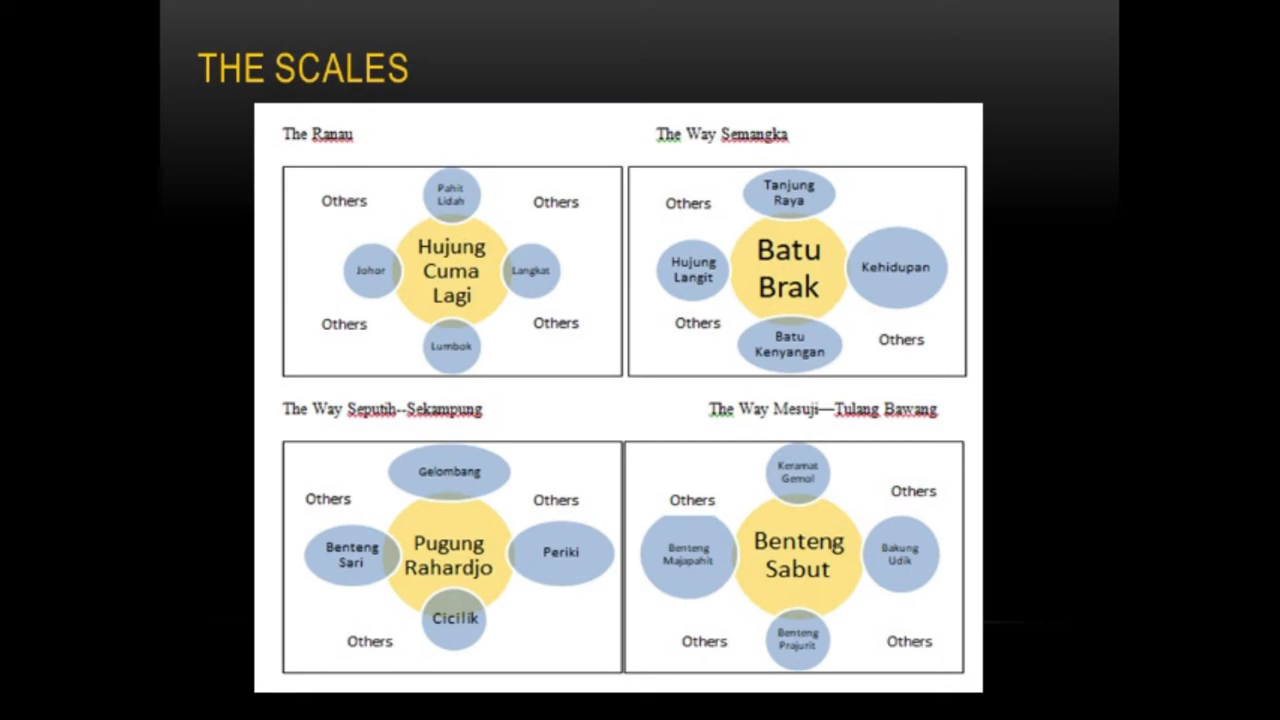 THE SCALES
The Ranau
Others
Pahit
Lidah
Others
Johor
Hujung
Cuma
Lagi
Langkat
Others
Lumbok
Others
The Way Semangka
Others
Tanjung
Raya
Hujung
Langit
Batu
Brak
Kehidupan
Others
Batu
Kenyangan
Others
The Way Seputih--Sekampung
Gelombang
Others
Others
Benteng
Sari
Pugung
Rahardjo
Periki
Cicilik
Others
The Way Mesuji—Tulang Bawang
Keramat
Gemol
Others
Others
Benteng
Majapahit
Benteng
Sabut
Bakung
Udik
Others
Benteng
Prajurit
Others